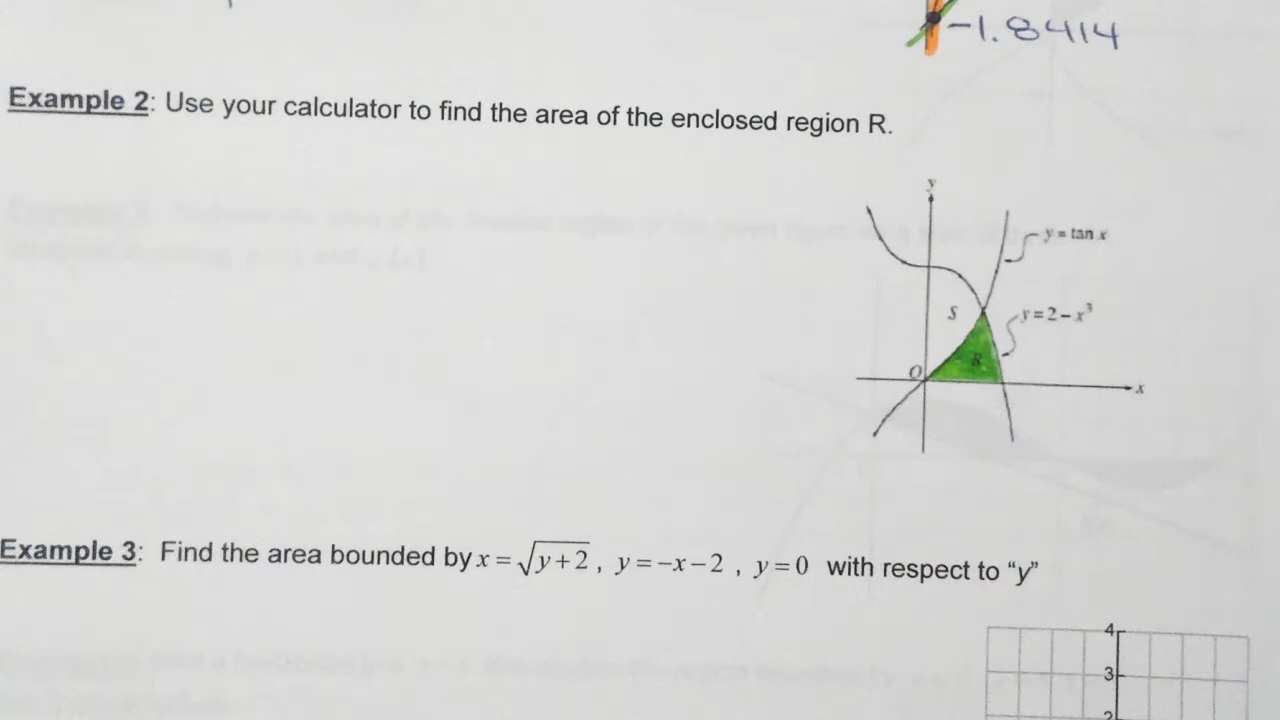 -1.8414
Example 2: Use your calculator to find the area of the enclosed region R.
y
y = tan x
S
y = 2 – x³
R
O
x
Example 3: Find the area bounded by x = √(y+2) , y = –x – 2 , y = 0 with respect to “y”
4
3
2